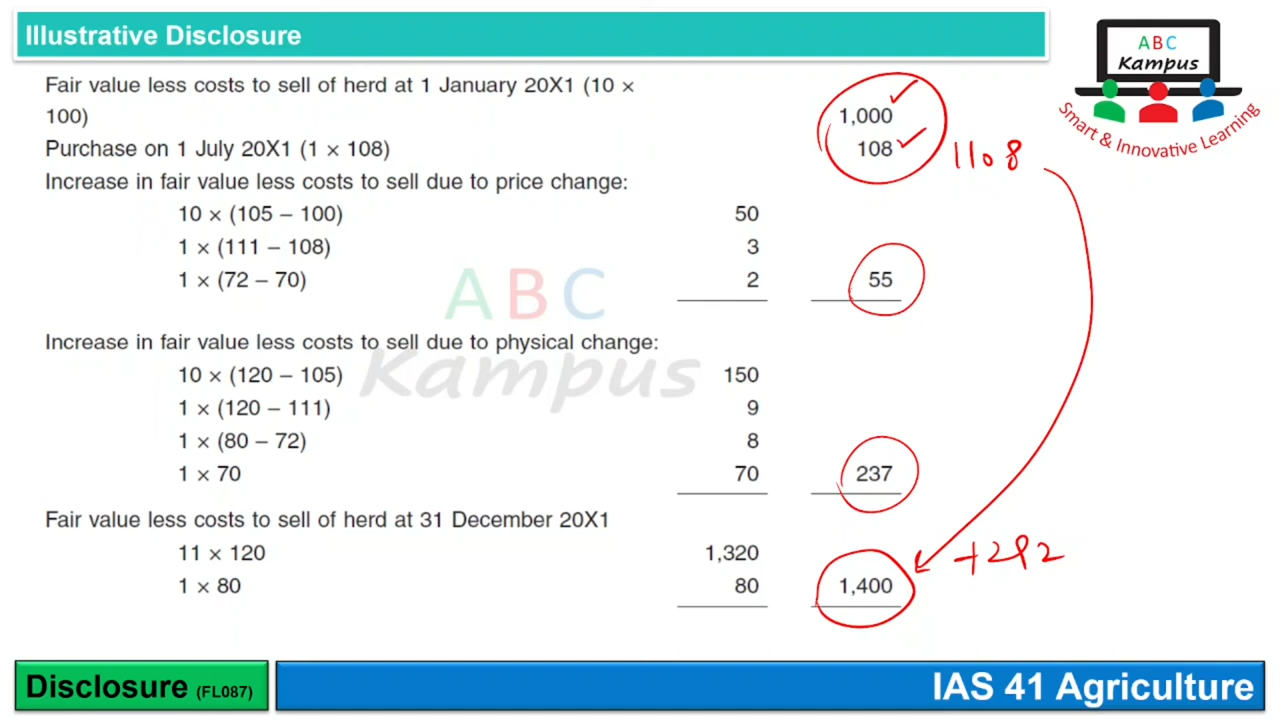 Illustrative Disclosure
A B C
Kampus
Smart & Innovative Learning
Fair value less costs to sell of herd at 1 January 20X1 (10 ×
100) 1,000
Purchase on 1 July 20X1 (1 × 108) 108 1108
Increase in fair value less costs to sell due to price change:
10 × (105 – 100) 50
1 × (111 – 108) 3
1 × (72 – 70) 2 55
ABC
Kampus
Increase in fair value less costs to sell due to physical change:
10 × (120 – 105) 150
1 × (120 – 111) 9
1 × (80 – 72) 8
1 × 70 70 237
Fair value less costs to sell of herd at 31 December 20X1
11 × 120 1,320 +292
1 × 80 80 1,400
Disclosure (FL087) IAS 41 Agriculture